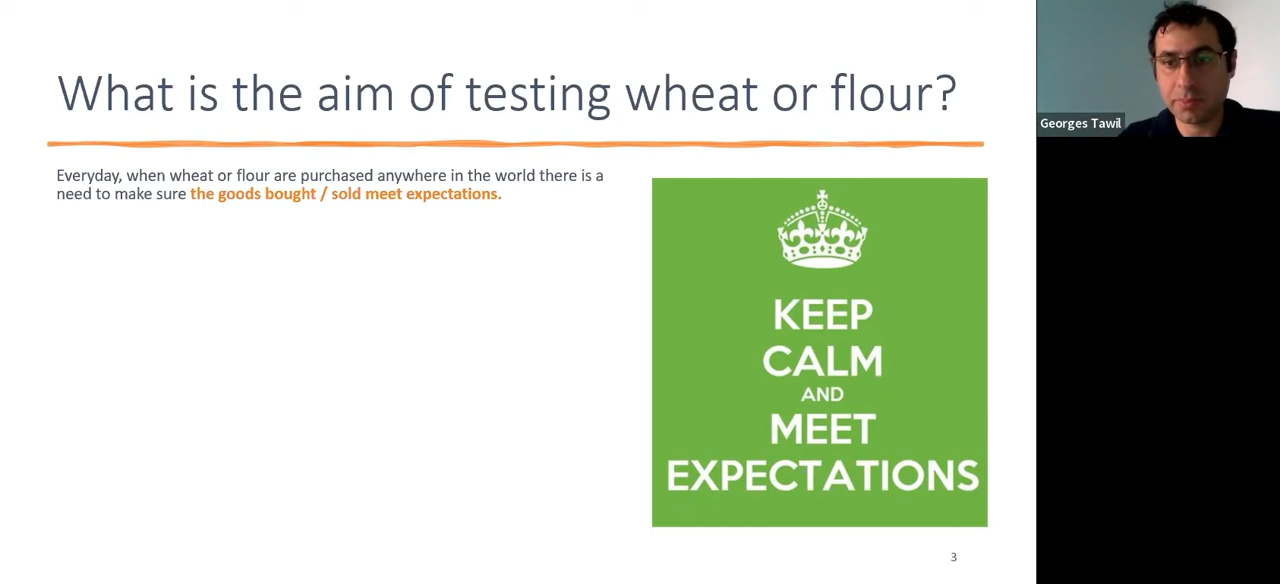 What is the aim of testing wheat or flour?
Everyday, when wheat or flour are purchased anywhere in the world there is a
need to make sure the goods bought / sold meet expectations.
KEEP
CALM
AND
MEET
EXPECTATIONS
3
Georges Tawil